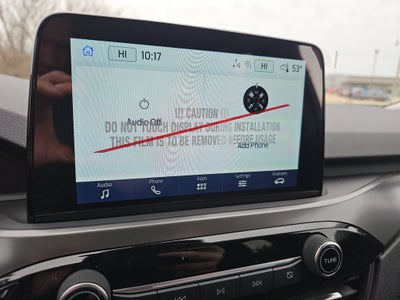 HI 10:17 HI 53°
!!! CAUTION !!!
Audio Off
DO NOT TOUCH DISPLAY DURING INSTALLATION
THIS FILM IS TO BE REMOVED BEFORE USAGE
Add Phone
Audio Phone Apps Settings Features
TUNE